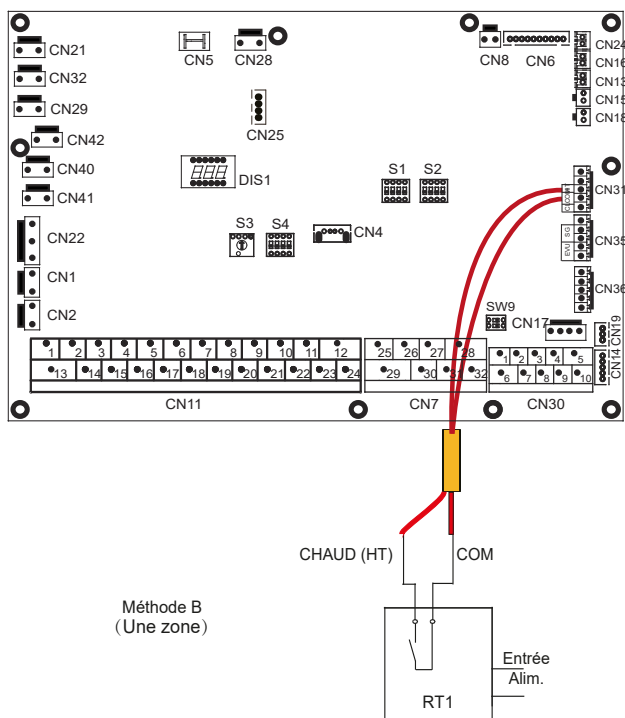 CN21
CN5
CN28
CN8
CN6
CN24
CN32
CN16
CN13
CN29
CN15
CN18
CN42
CN25
CN40
DIS1
S1
S2
CN41
CN31
CN22
S3
S4
CN4
SG
EVU
CN35
CN1
CN36
CN2
SW9
CN17
CN19
1 2 3 4 5 6 7 8 9 10 11 12
25 26 27 28
1 2 3 4 5
13 14 15 16 17 18 19 20 21 22 23 24
29 30 31 32
6 7 8 9 10
CN14
CN11
CN7
CN30
CHAUD (HT)
COM
Méthode B
(Une zone)
Entrée
Alim.
RT1